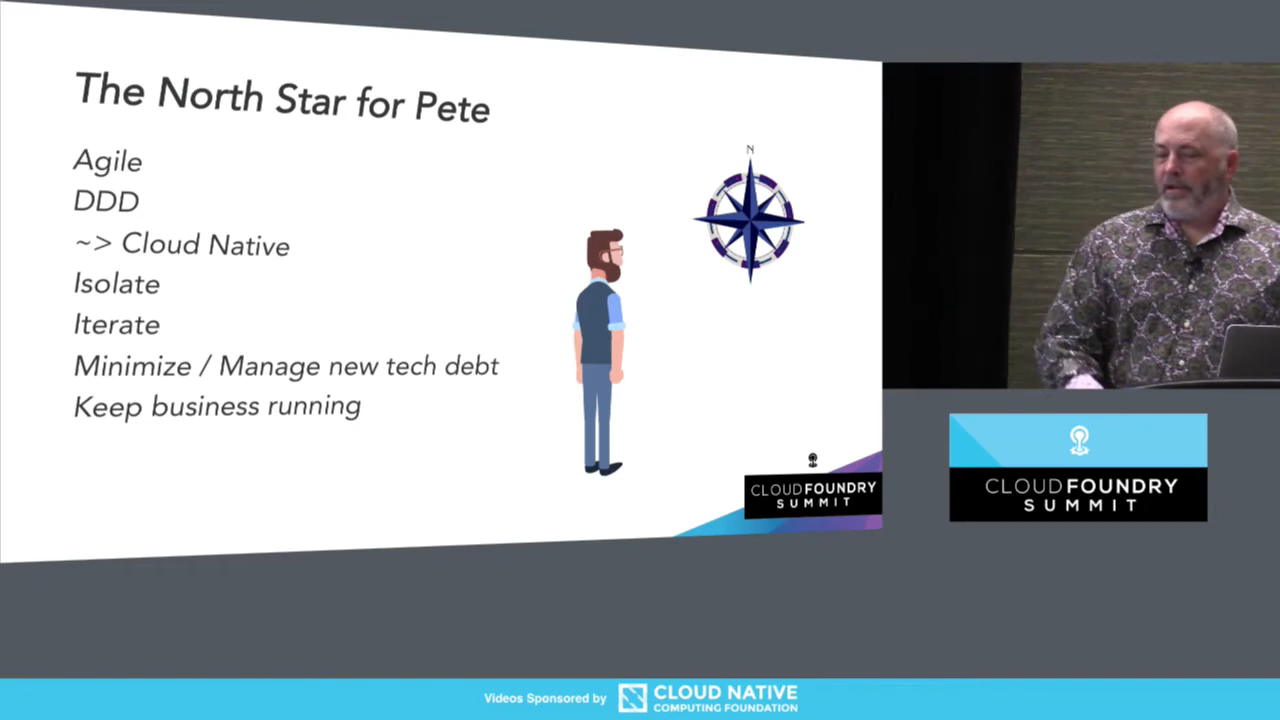 The North Star for Pete
Agile
DDD
~> Cloud Native
Isolate
Iterate
Minimize / Manage new tech debt
Keep business running
N
CLOUDFOUNDRY
SUMMIT
CLOUDFOUNDRY
SUMMIT
Videos Sponsored by
CLOUD NATIVE
COMPUTING FOUNDATION